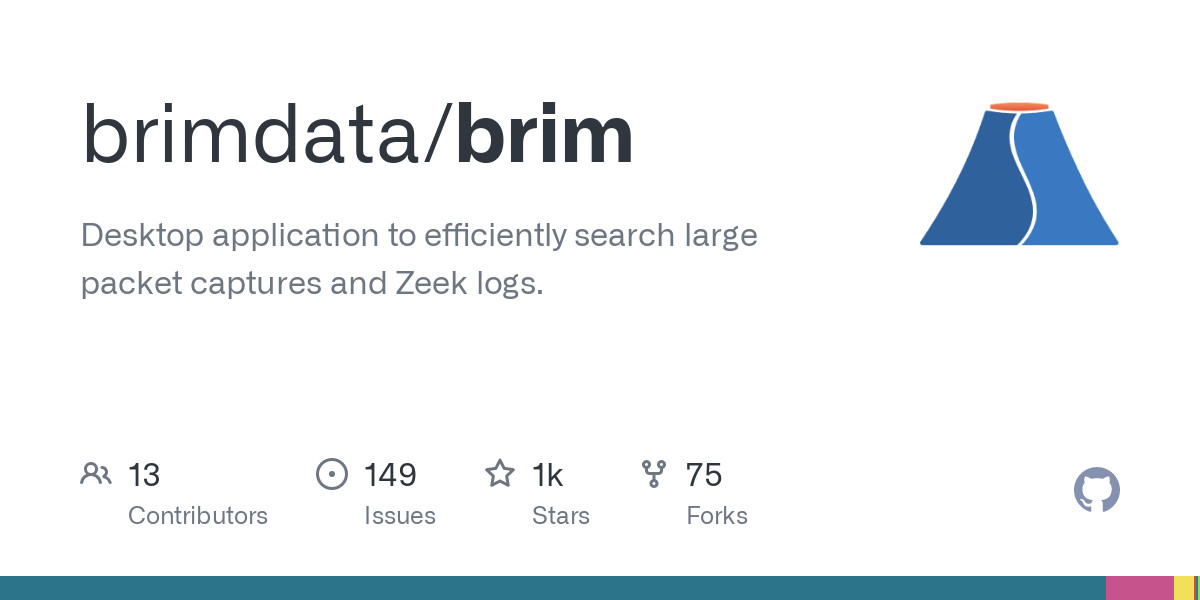 brimdata/brim
Desktop application to efficiently search large
packet captures and Zeek logs.
13 149 1k 75
Contributors Issues Stars Forks